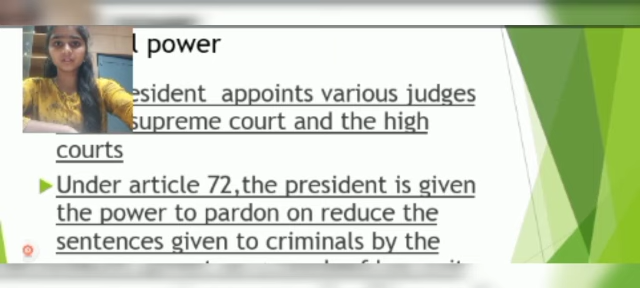 l power
esident appoints various judges
supreme court and the high
courts
Under article 72,the president is given
the power to pardon on reduce the
sentences given to criminals by the